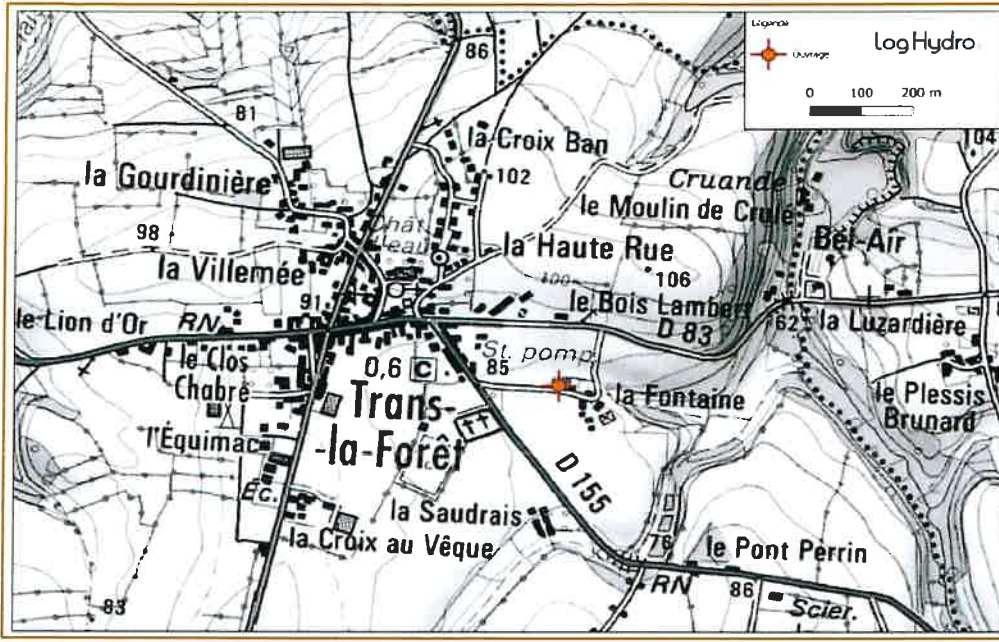 Légende
Ouvrage
LogHydro
0 100 200 m
86
81
la Croix Ban
102
104
la Gourdinière
Cruande
le Moulin de Crule
Bel-Air
98
la Haute Rue
106
100
la Villemée
91
le Bois Lambert
le Lion d'Or
RN
D 83
62
la Luzardière
le Clos
Chabré
0,6
C
85
St. pomp.
la Fontaine
le Plessis
Brunard
Trans-
-la-Forêt
l'Équimac
Éc.
D 155
la Saudrais
la Croix au Vêque
76
le Pont Perrin
RN
86
Scier.
83